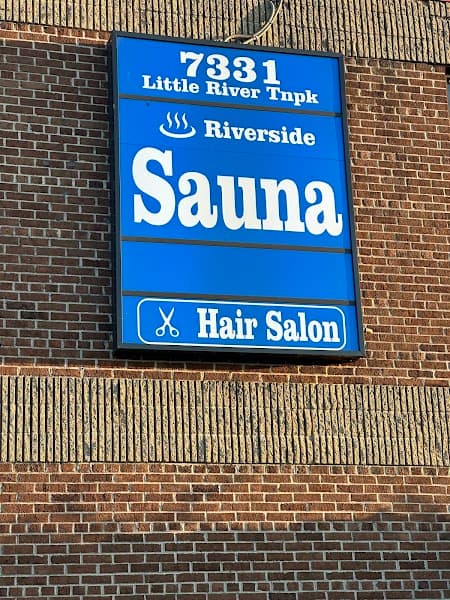 7331
Little River Tnpk
Riverside
Sauna
Hair Salon